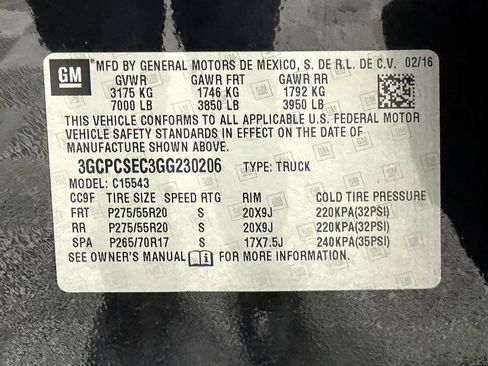 GM
MFD BY GENERAL MOTORS DE MEXICO, S. DE R.L. DE C.V. 02/16
GVWR GAWR FRT GAWR RR
3175 KG 1746 KG 1792 KG
7000 LB 3850 LB 3950 LB
THIS VEHICLE CONFORMS TO ALL APPLICABLE U.S. FEDERAL MOTOR
VEHICLE SAFETY STANDARDS IN EFFECT ON THE DATE OF
MANUFACTURE SHOWN ABOVE.
3GCPCSEC3GG230206 TYPE: TRUCK
MODEL: C15543
CC9F TIRE SIZE SPEED RTG RIM COLD TIRE PRESSURE
FRT P275/55R20 S 20X9J 220KPA(32PSI)
RR P275/55R20 S 20X9J 220KPA(32PSI)
SPA P265/70R17 S 17X7.5J 240KPA(35PSI)
SEE OWNER'S MANUAL FOR MORE INFORMATION.